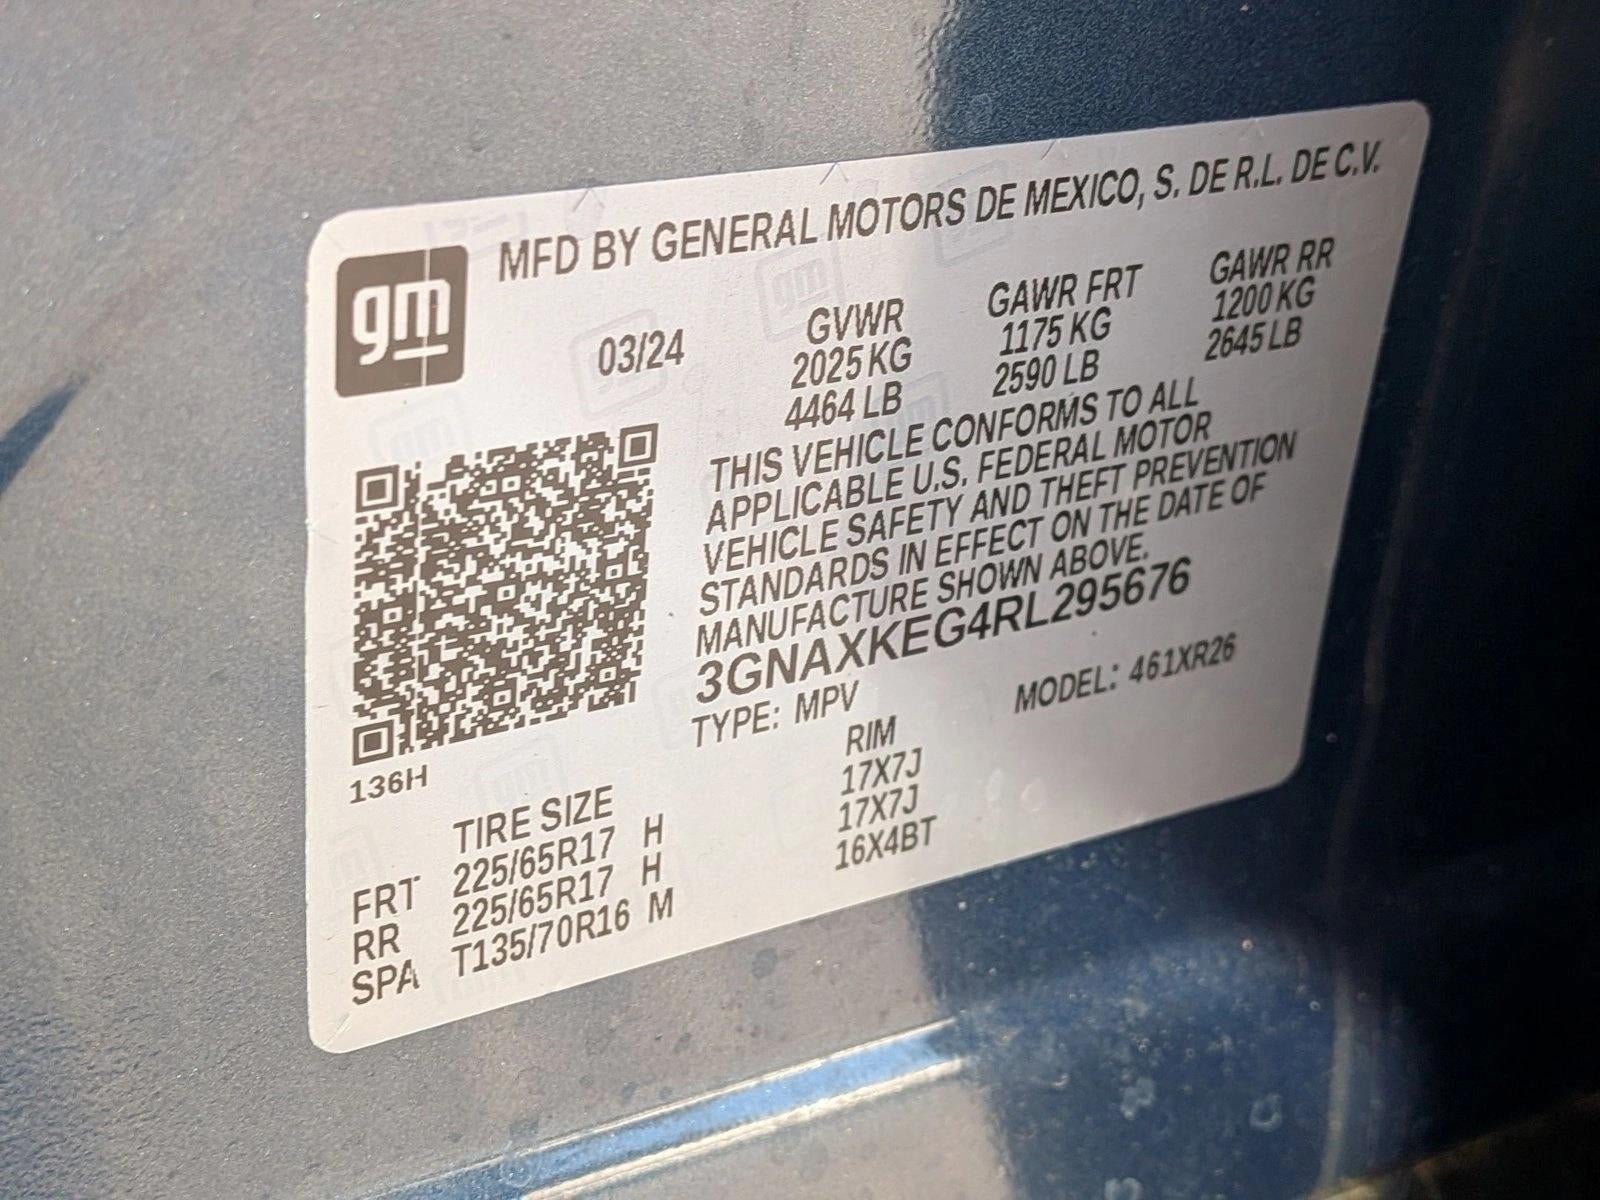 gm
MFD BY GENERAL MOTORS DE MEXICO, S. DE R.L. DE C.V.
03/24
GVWR
2025 KG
4464 LB
GAWR FRT
1175 KG
2590 LB
GAWR RR
1200 KG
2645 LB
THIS VEHICLE CONFORMS TO ALL
APPLICABLE U.S. FEDERAL MOTOR
VEHICLE SAFETY AND THEFT PREVENTION
STANDARDS IN EFFECT ON THE DATE OF
MANUFACTURE SHOWN ABOVE.
3GNAXKEG4RL295676
TYPE: MPV
MODEL: 461XR26
136H
TIRE SIZE
RIM
FRT 225/65R17 H 17X7J
RR 225/65R17 H 17X7J
SPA T135/70R16 M 16X4BT